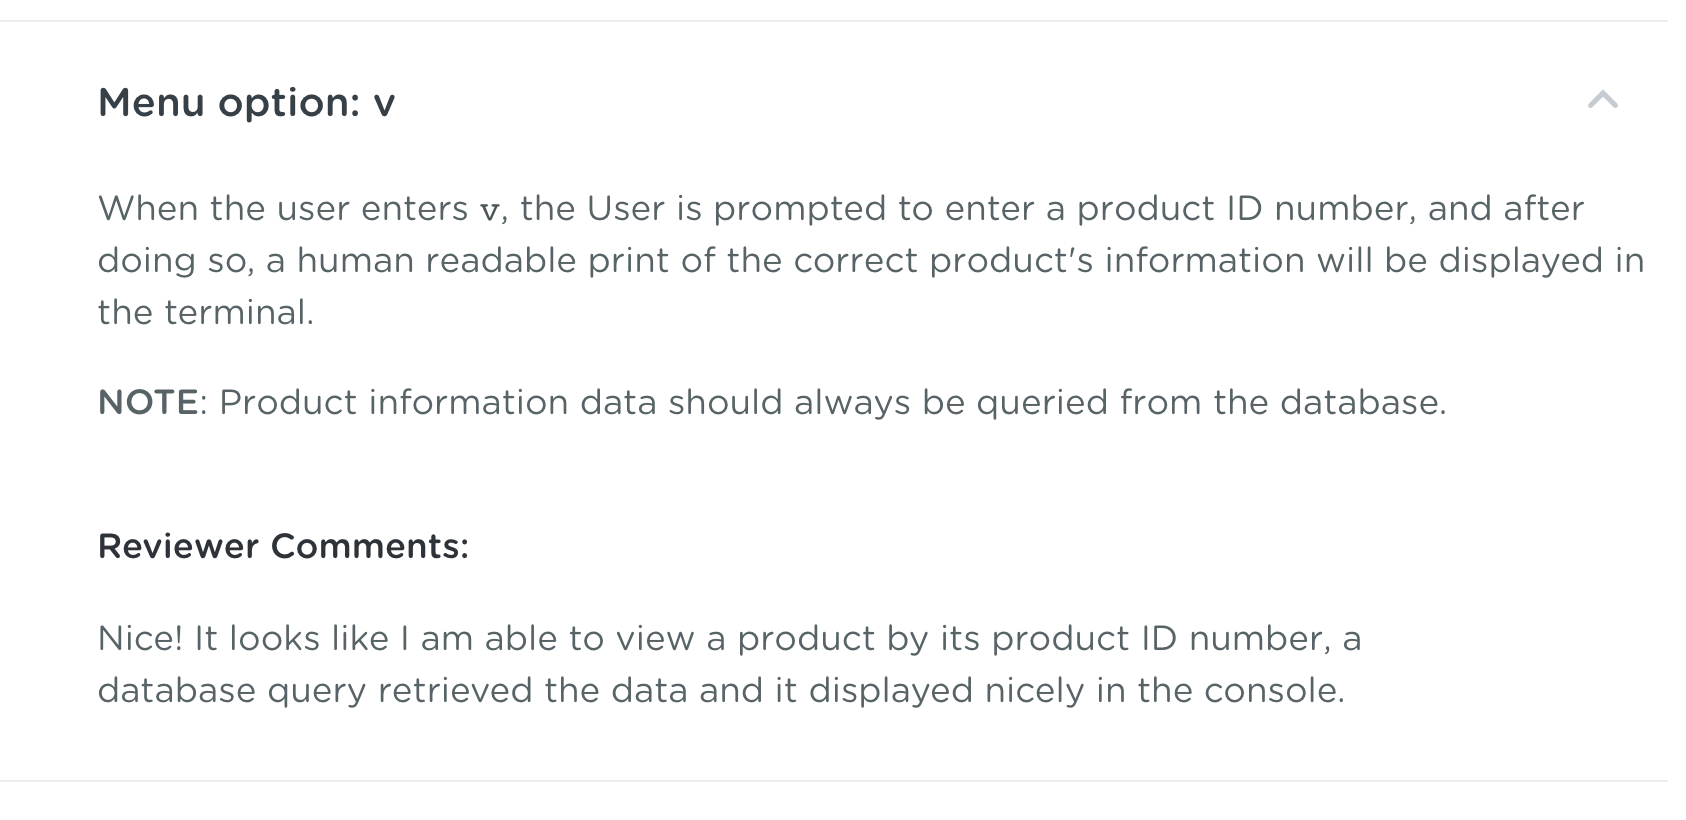 Menu option: v
When the user enters v, the User is prompted to enter a product ID number, and after
doing so, a human readable print of the correct product's information will be displayed in
the terminal.
NOTE: Product information data should always be queried from the database.
Reviewer Comments:
Nice! It looks like I am able to view a product by its product ID number, a
database query retrieved the data and it displayed nicely in the console.